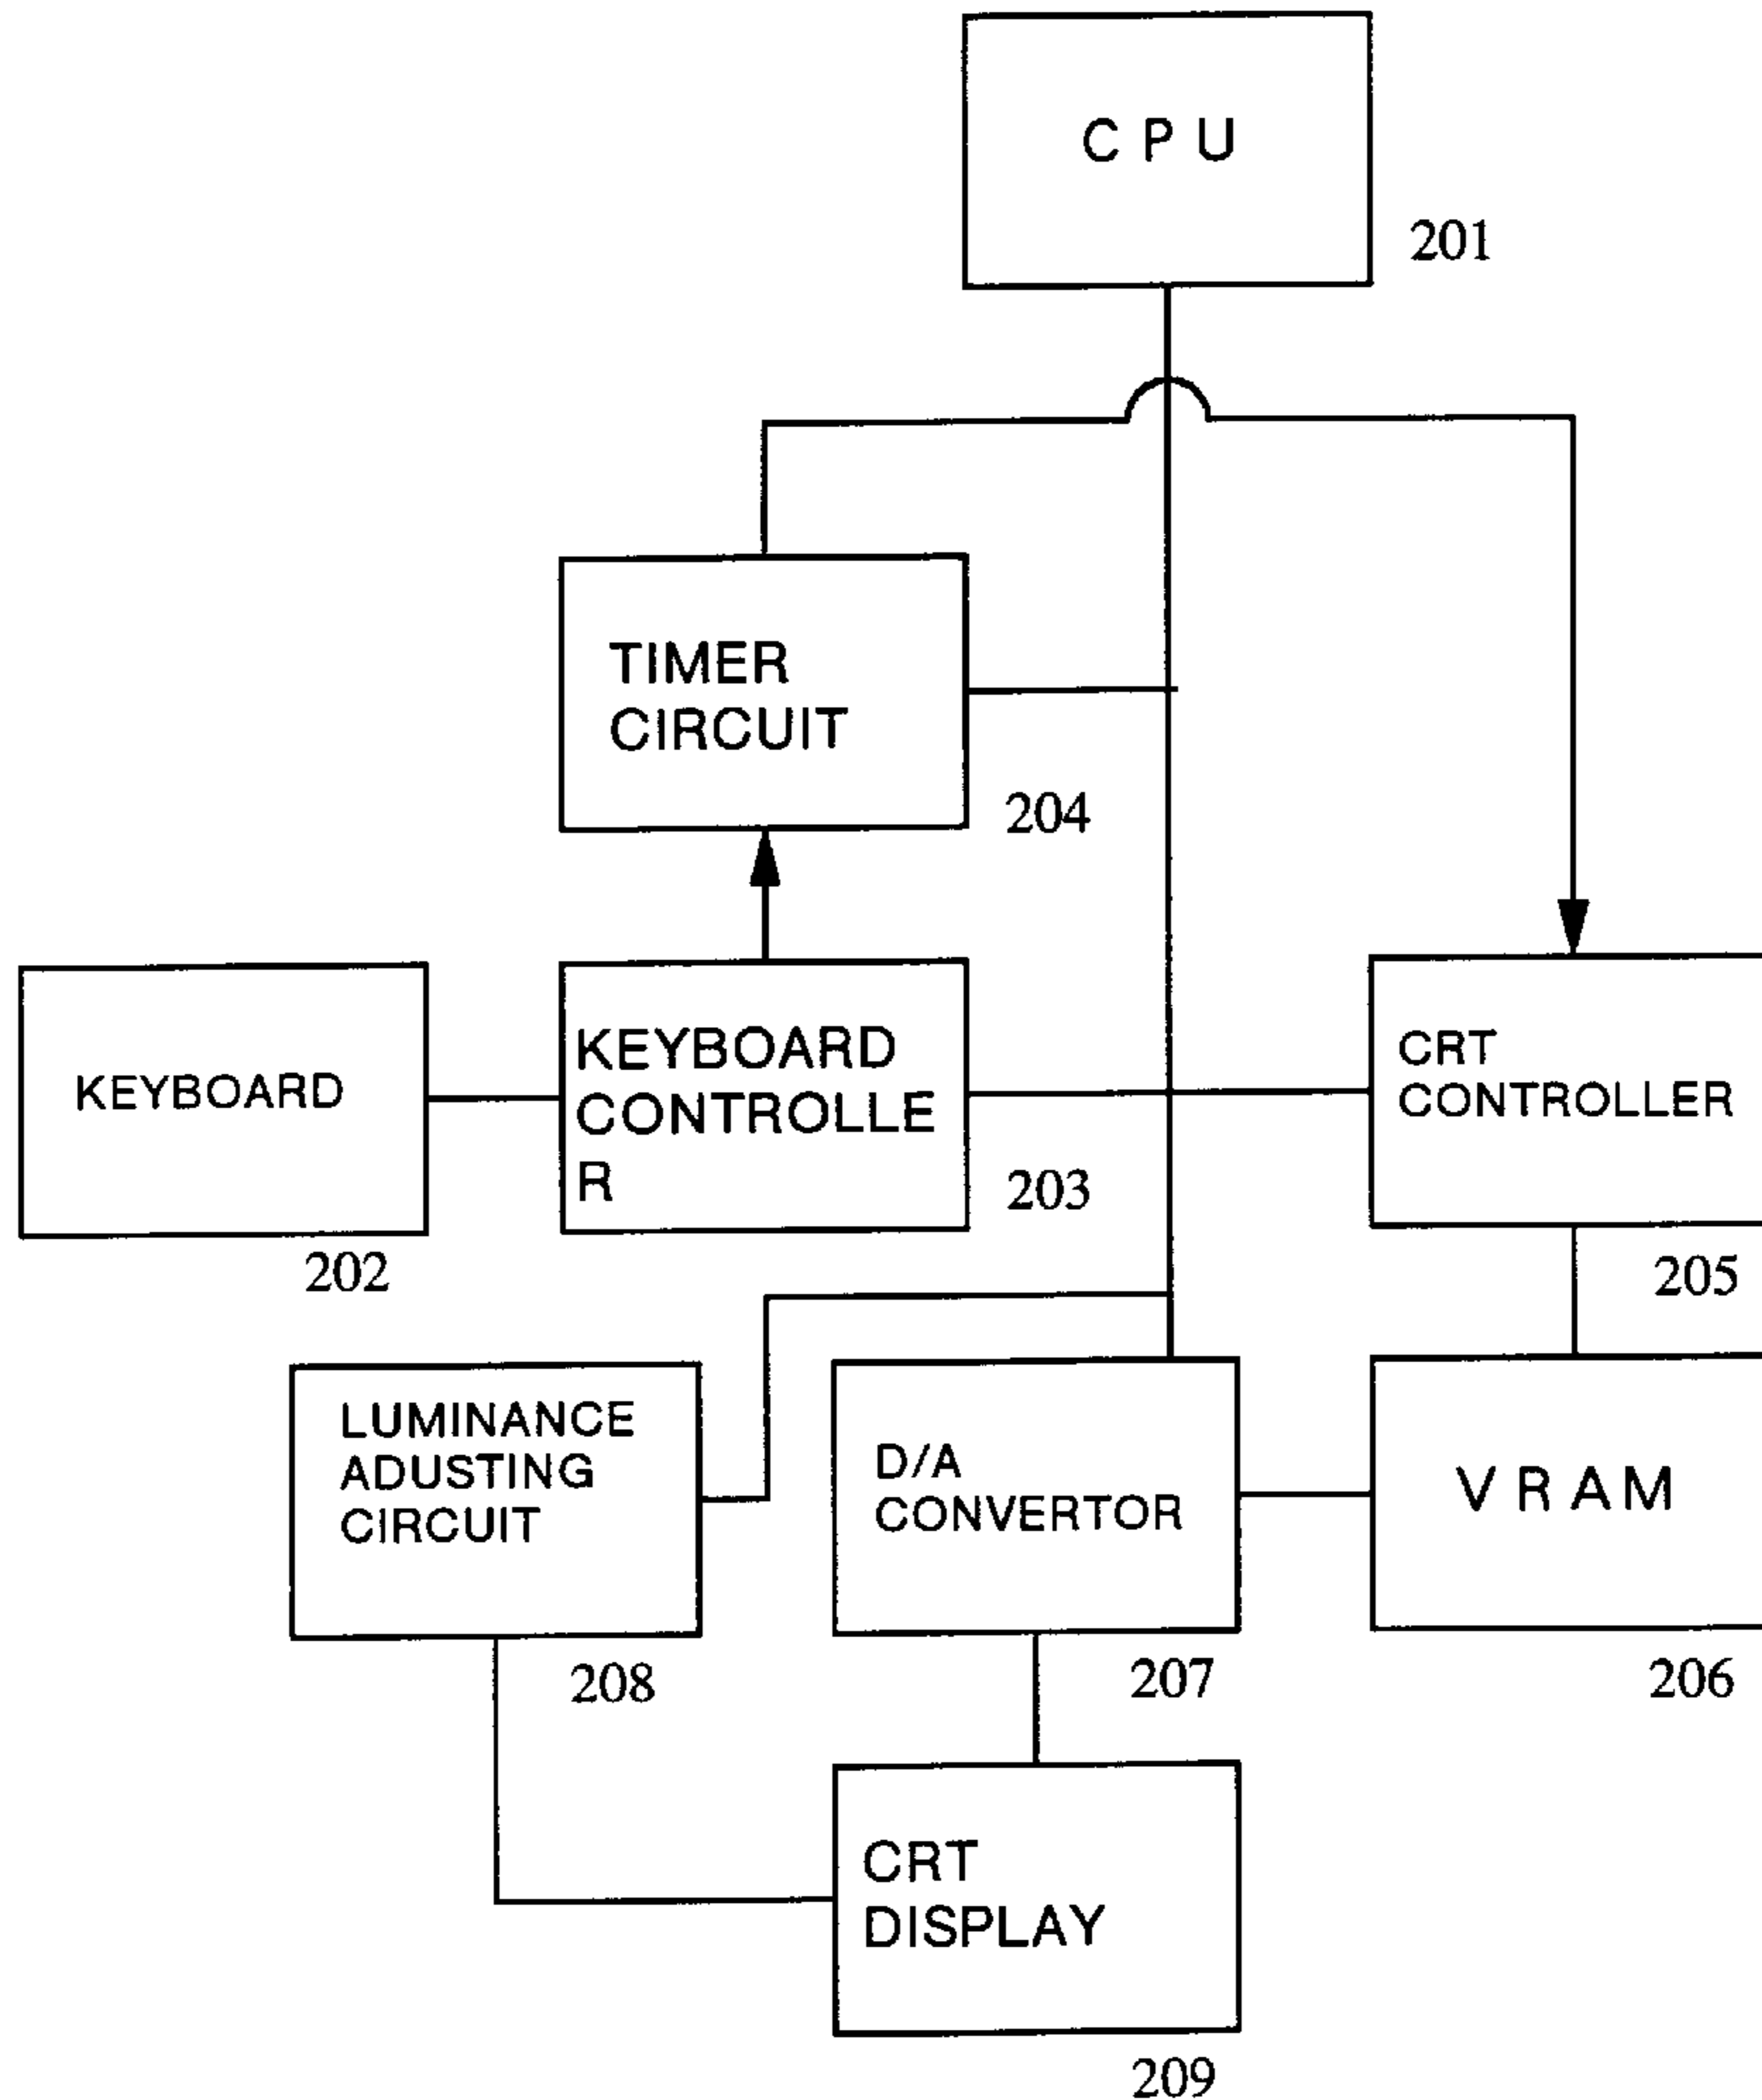 C P U
201
TIMER
CIRCUIT
204
KEYBOARD
202
KEYBOARD
CONTROLLE
R
203
CRT
CONTROLLER
205
LUMINANCE
ADUSTING
CIRCUIT
208
D/A
CONVERTOR
207
V R A M
206
CRT
DISPLAY
209